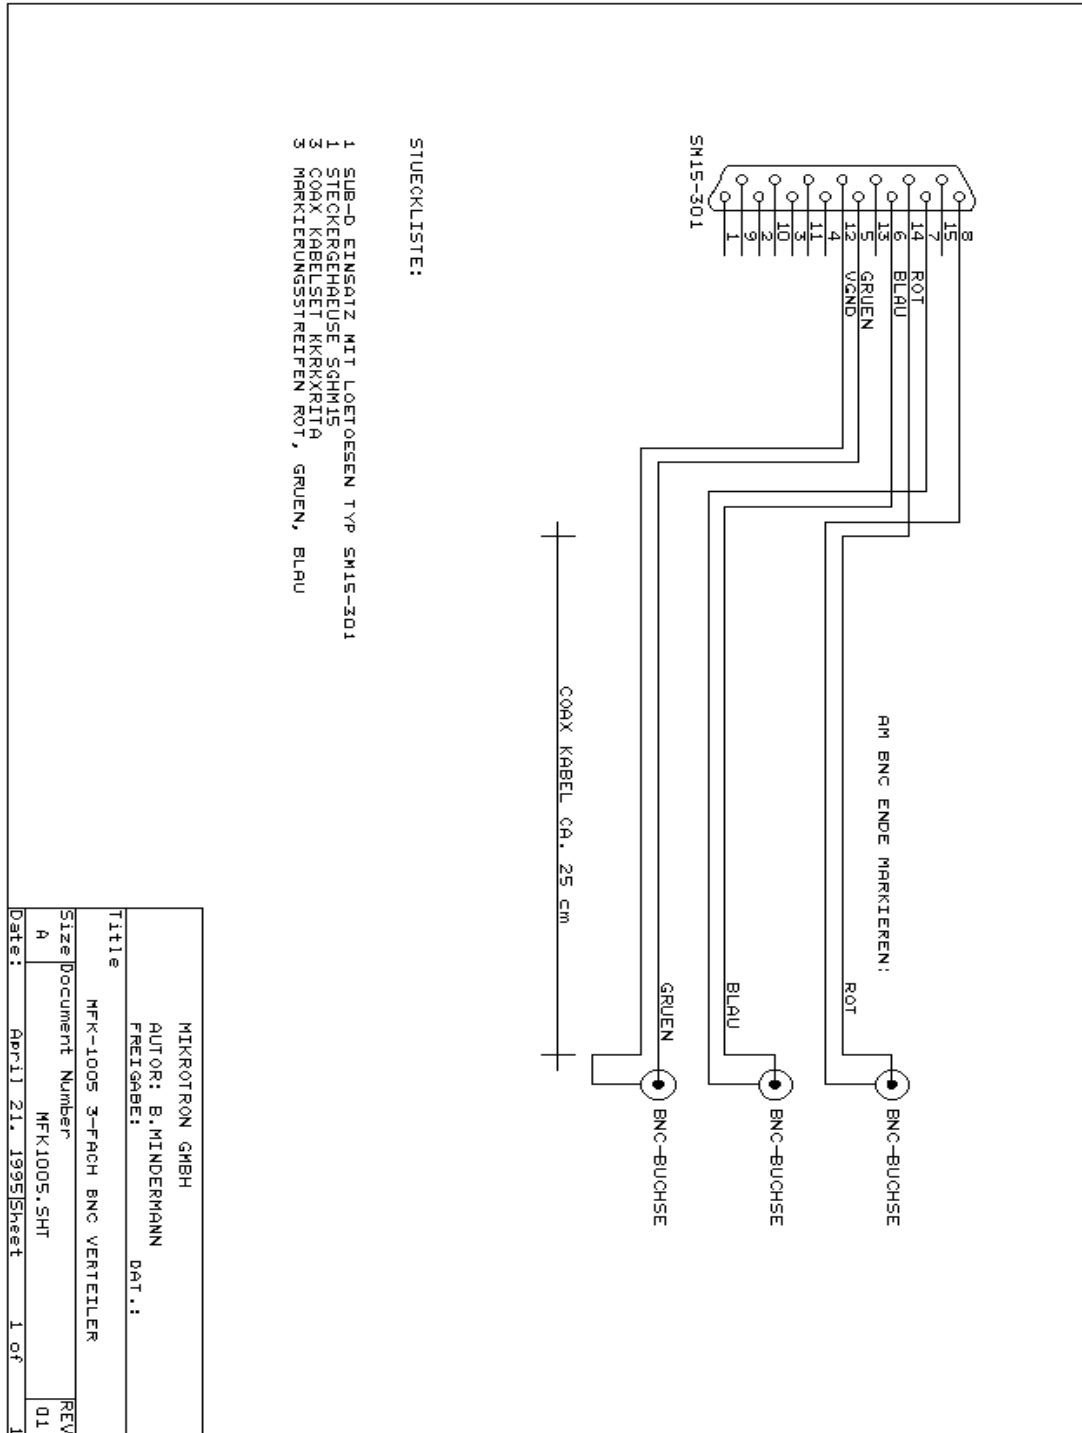 SM15-301
8
15
7
14
6
13
5
12
4
11
3
10
2
9
1
ROT
BLAU
GRUEN
VGND
AM BNC ENDE MARKIEREN:
ROT
BLAU
GRUEN
BNC-BUCHSE
BNC-BUCHSE
BNC-BUCHSE
COAX KABEL CA. 25 cm
STUECKLISTE:
1 SUB-D EINSATZ MIT LOETOESEN TYP SM15-301
1 STECKERGEHAEUSE SGHM15
3 COAX KABELSET KKRKXRITA
3 MARKIERUNGSSTREIFEN ROT, GRUEN, BLAU
MIKROTRON GMBH
AUTOR: B.MINDERMANN
FREIGABE: DAT.:
Title
MFK-1005 3-FACH BNC VERTEILER
Size Document Number REV
A MFK1005.SHT 01
Date: April 21, 1995 Sheet 1 of 1